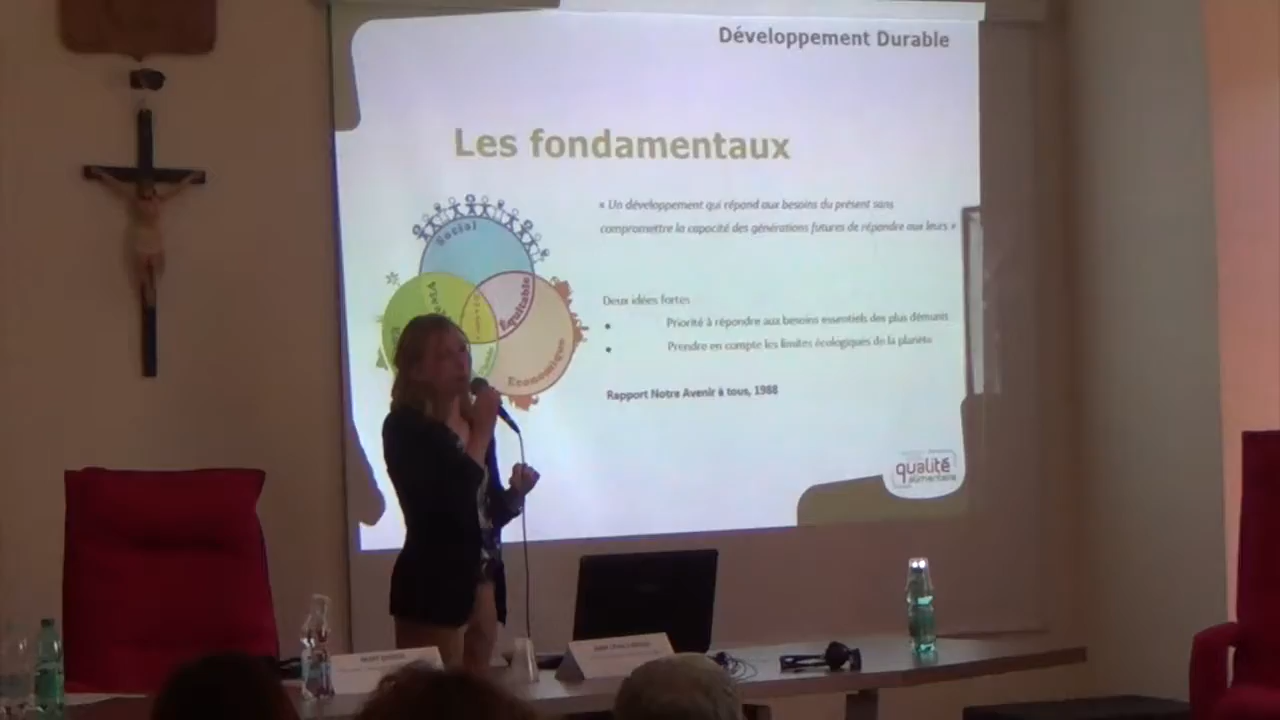 Développement Durable
Les fondamentaux
« Un développement qui répond aux besoins du présent sans
compromettre la capacité des générations futures de répondre aux leurs »
Social
Equitable
Economique
Deux idées fortes
• Priorité à répondre aux besoins essentiels des plus démunis
• Prendre en compte les limites écologiques de la planète
Rapport Notre Avenir à tous, 1988
qualité
alimentaire